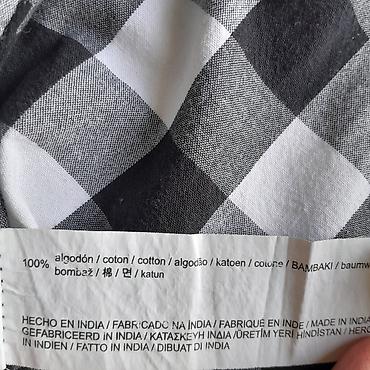 100% algodón / coton / cotton / algodão / katoen / cotone / BAMBAKI / baumw
bombaž / 棉 / 면 / katun
HECHO EN INDIA / FABRICADO NA ÍNDIA / FABRIQUÉ EN INDE / MADE IN INDIA
GEFABRICEERD IN INDIA / ΚΑΤΑΣΚΕΥΗ ΙΝΔΙΑ /ÜRETİM YERİ HİNDİSTAN / HERG
IN INDIEN / FATTO IN INDIA / DIBUAT DI INDIA